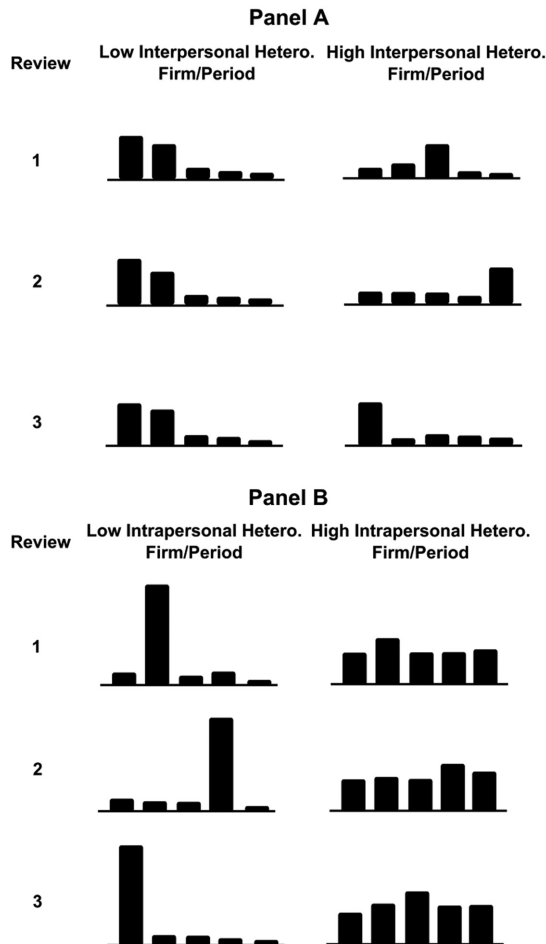 Panel A
Review
Low Interpersonal Hetero. High Interpersonal Hetero.
Firm/Period Firm/Period
1
2
3
Panel B
Review
Low Intrapersonal Hetero. High Intrapersonal Hetero.
Firm/Period Firm/Period
1
2
3